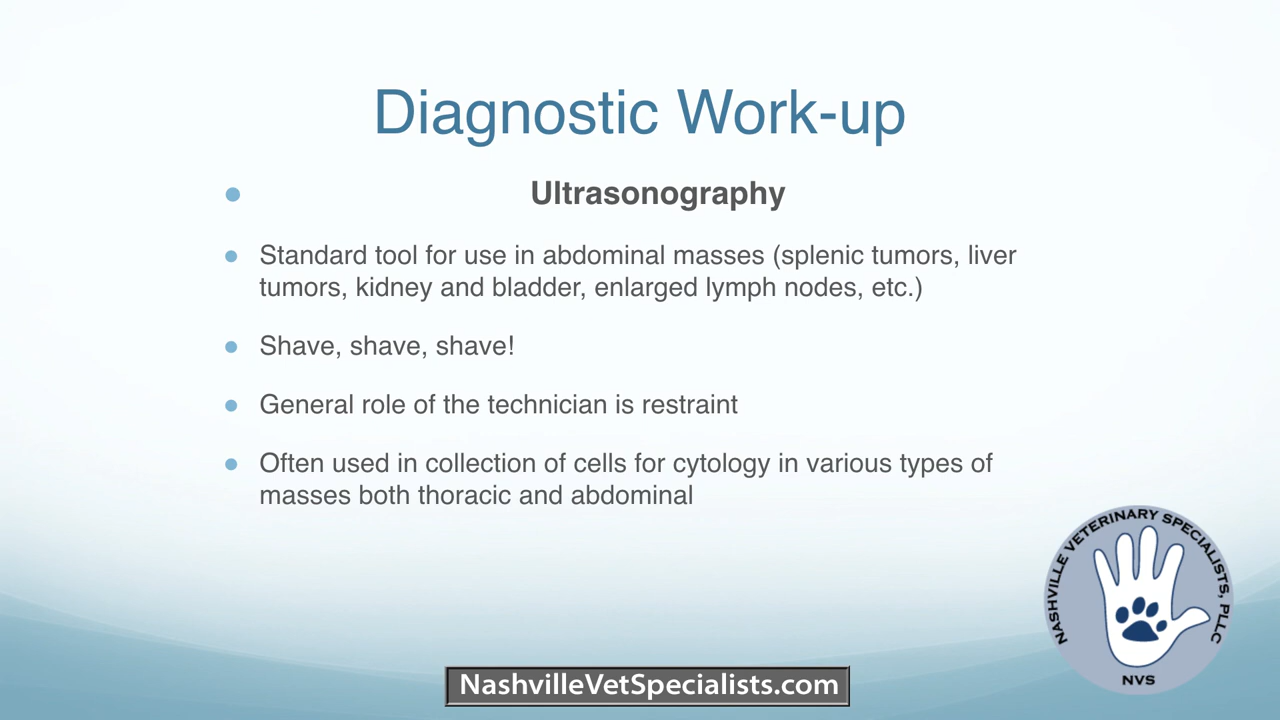 Diagnostic Work-up
Ultrasonography
Standard tool for use in abdominal masses (splenic tumors, liver
tumors, kidney and bladder, enlarged lymph nodes, etc.)
Shave, shave, shave!
General role of the technician is restraint
Often used in collection of cells for cytology in various types of
masses both thoracic and abdominal
NASHVILLE VETERINARY SPECIALISTS, PLLC
NVS
NashvilleVetSpecialists.com